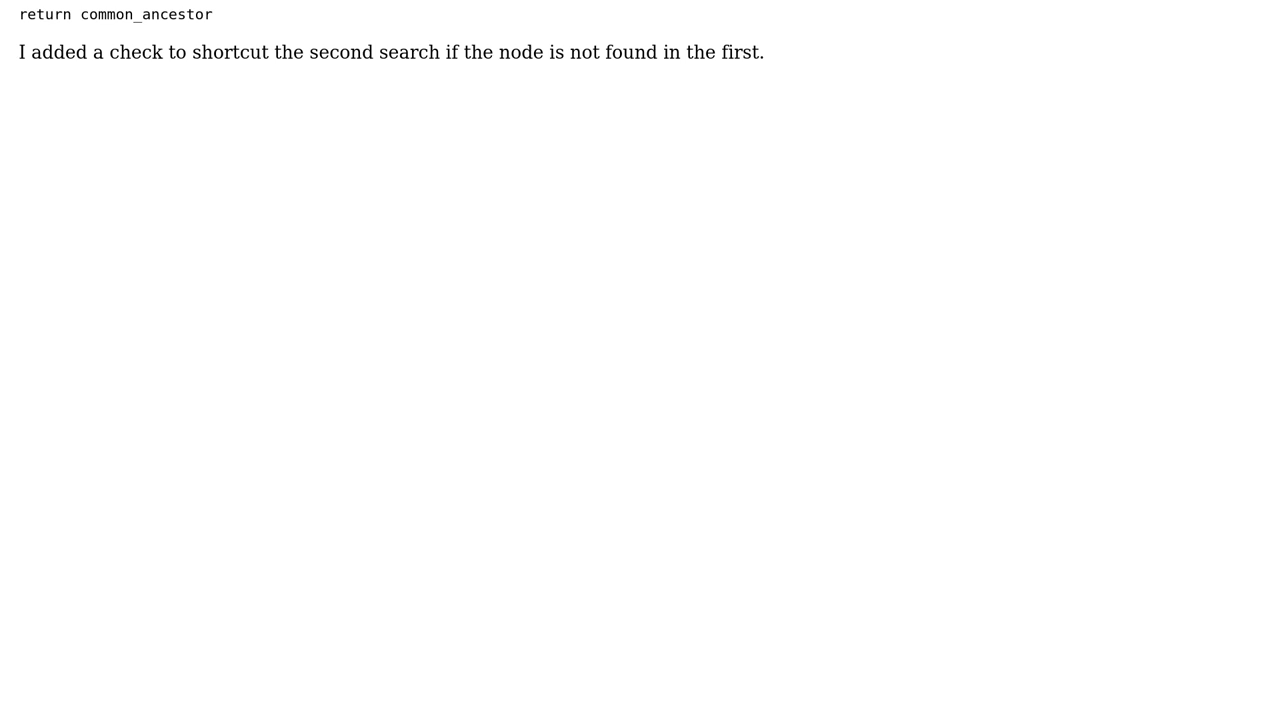 return common_ancestor
I added a check to shortcut the second search if the node is not found in the first.